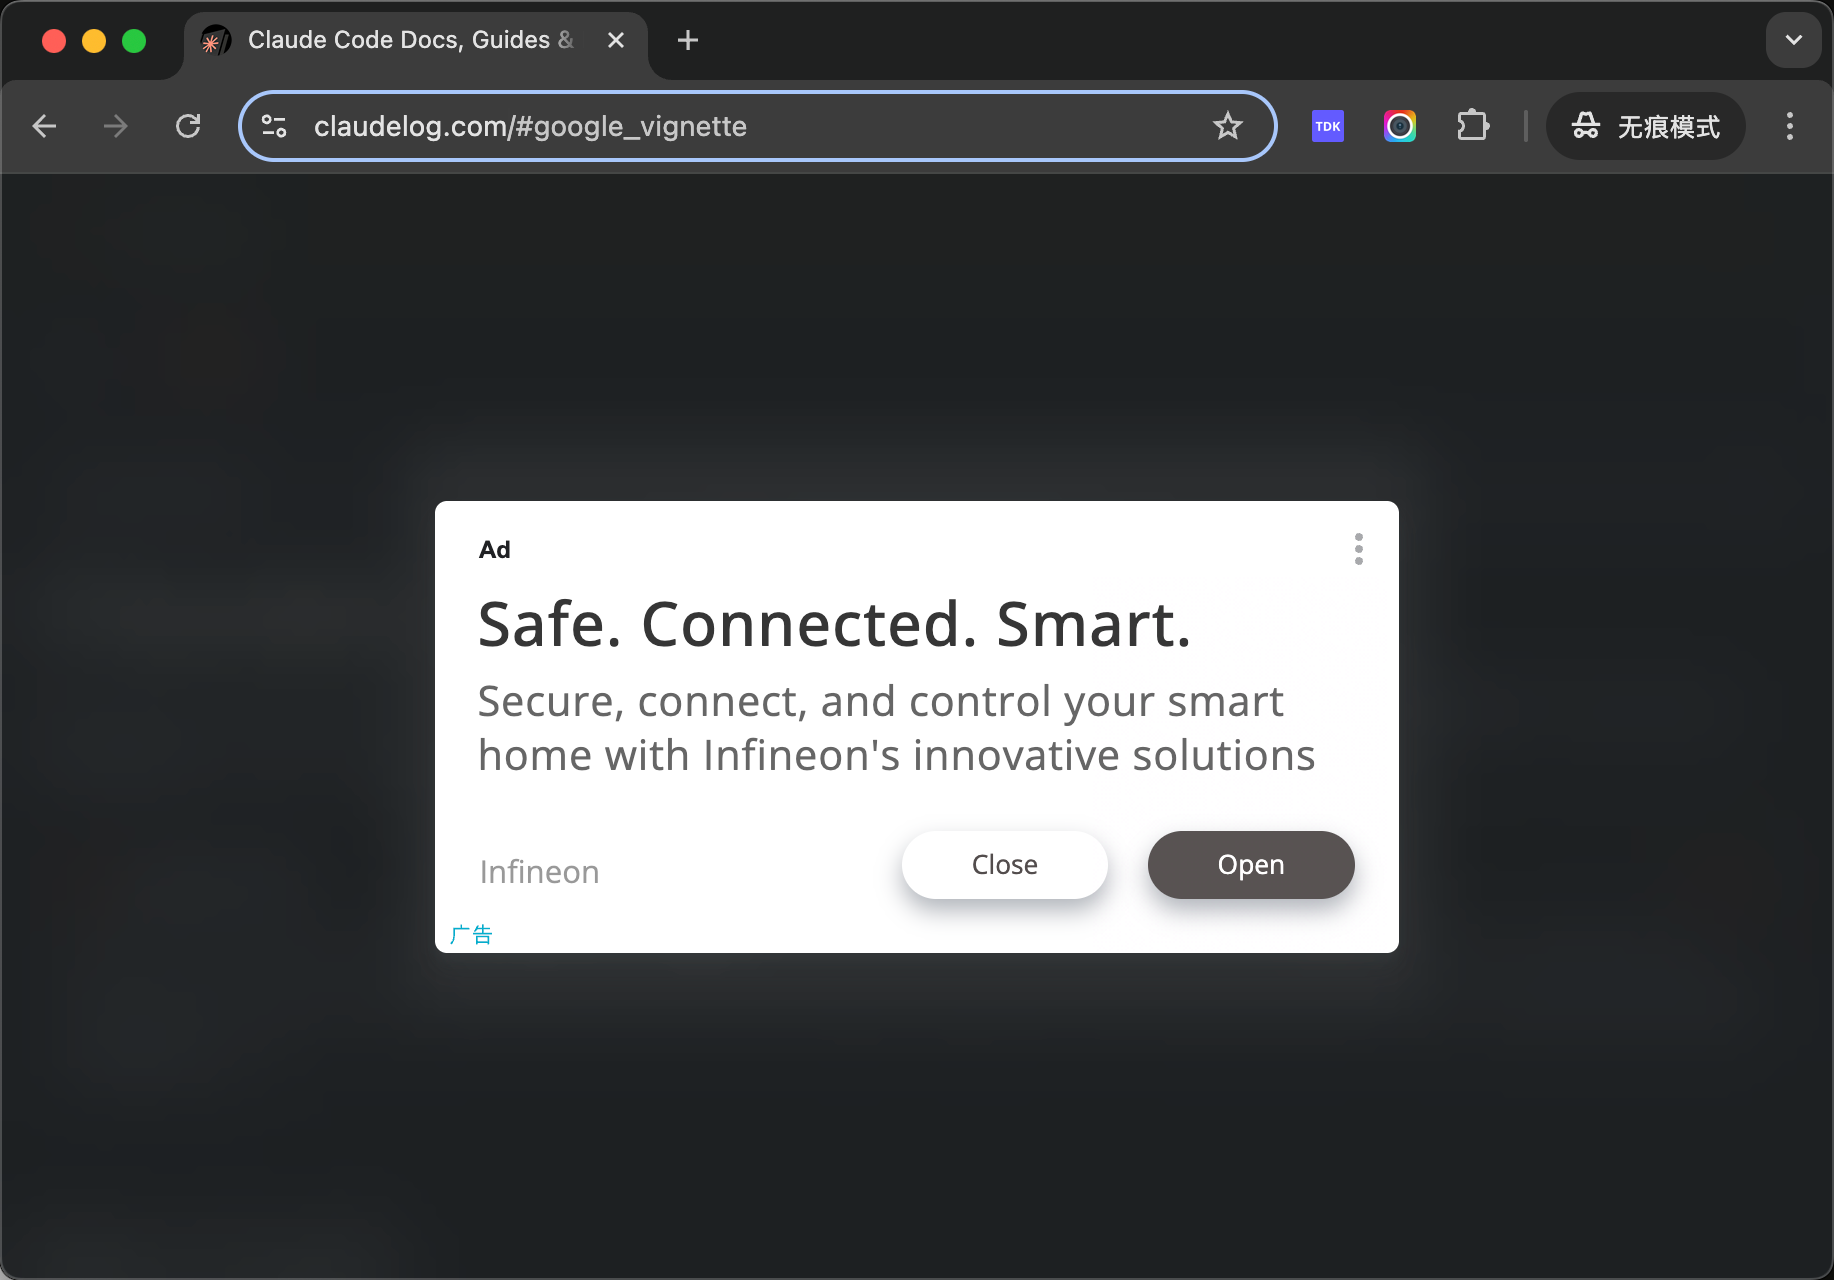 Claude Code Docs, Guides &
claudelog.com/#google_vignette
TDK
无痕模式
Ad
Safe. Connected. Smart.
Secure, connect, and control your smart
home with Infineon's innovative solutions
Infineon
Close
Open
广告